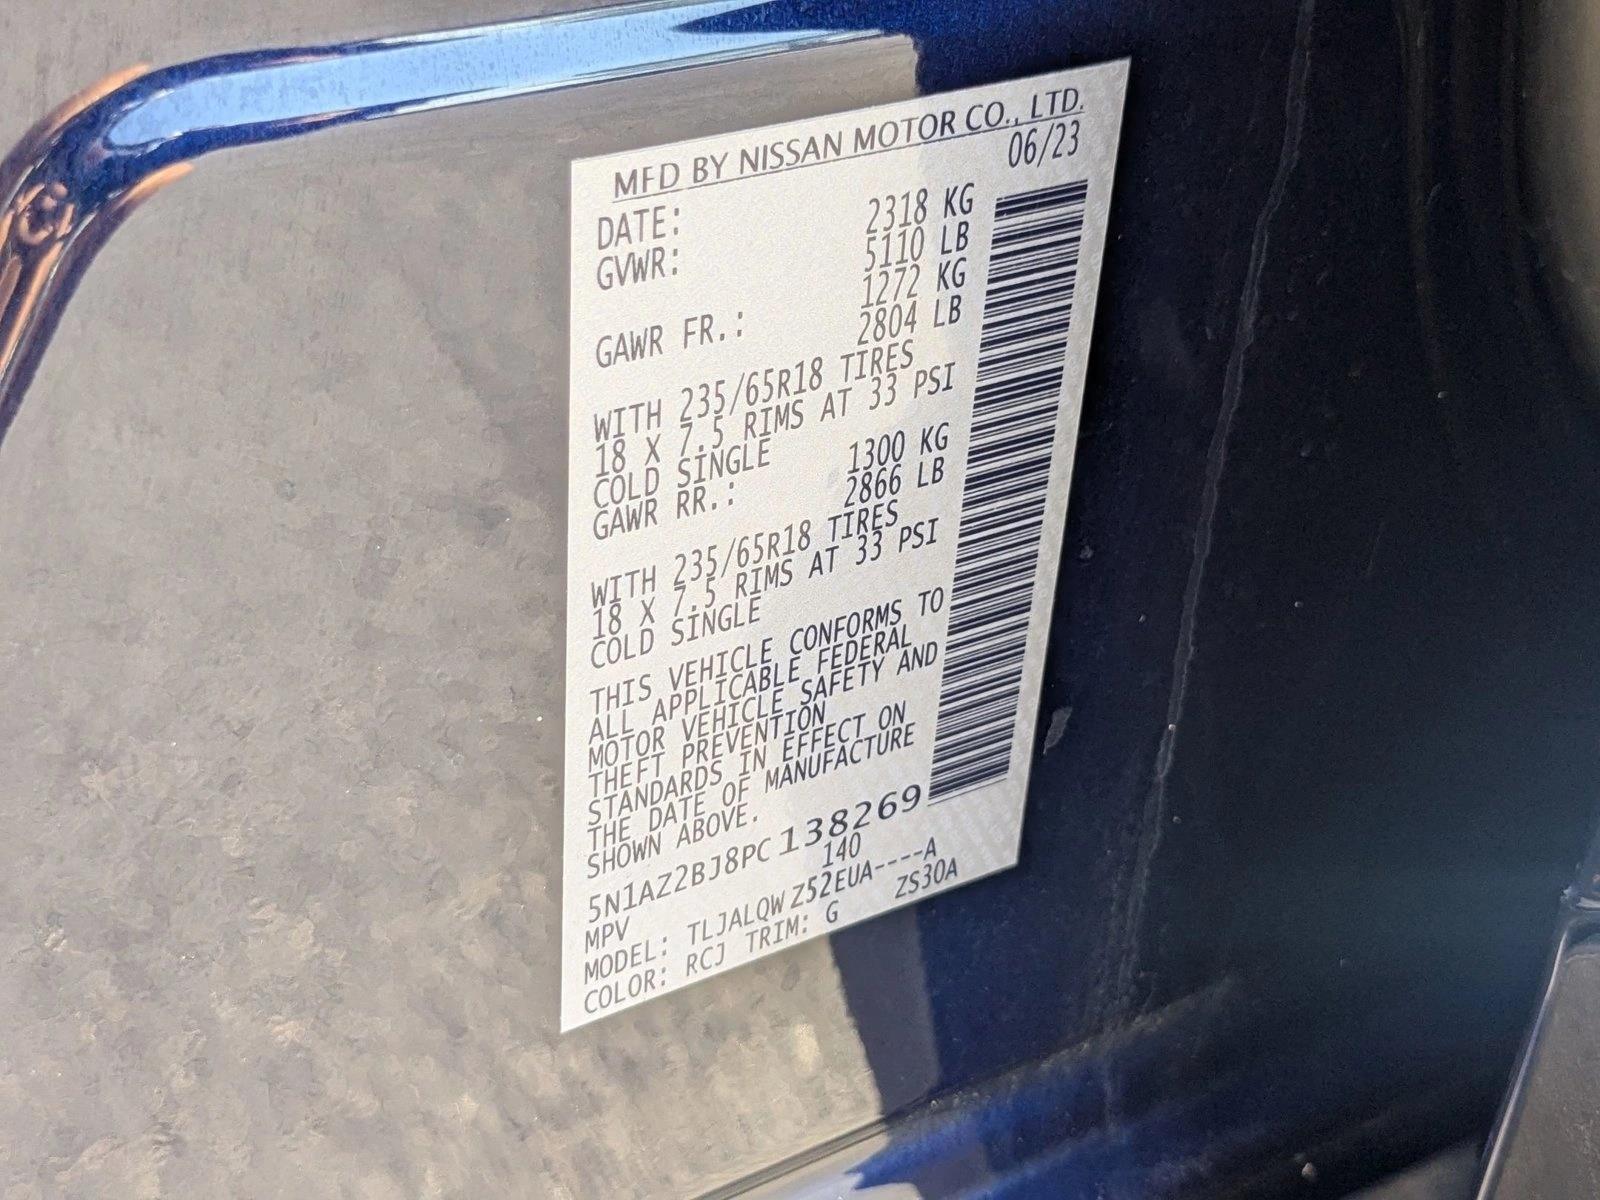 MFD BY NISSAN MOTOR CO., LTD.
DATE: 06/23
GVWR: 2318 KG
5110 LB
GAWR FR.: 1272 KG
2804 LB
WITH 235/65R18 TIRES
18 X 7.5 RIMS AT 33 PSI
COLD SINGLE
GAWR RR.: 1300 KG
2866 LB
WITH 235/65R18 TIRES
18 X 7.5 RIMS AT 33 PSI
COLD SINGLE
THIS VEHICLE CONFORMS TO
ALL APPLICABLE FEDERAL
MOTOR VEHICLE SAFETY AND
THEFT PREVENTION
STANDARDS IN EFFECT ON
THE DATE OF MANUFACTURE
SHOWN ABOVE.
5N1AZ2BJ8PC 138269
MPV 140
MODEL: TLJALQW Z52EUA----A
COLOR: RCJ TRIM: G ZS30A